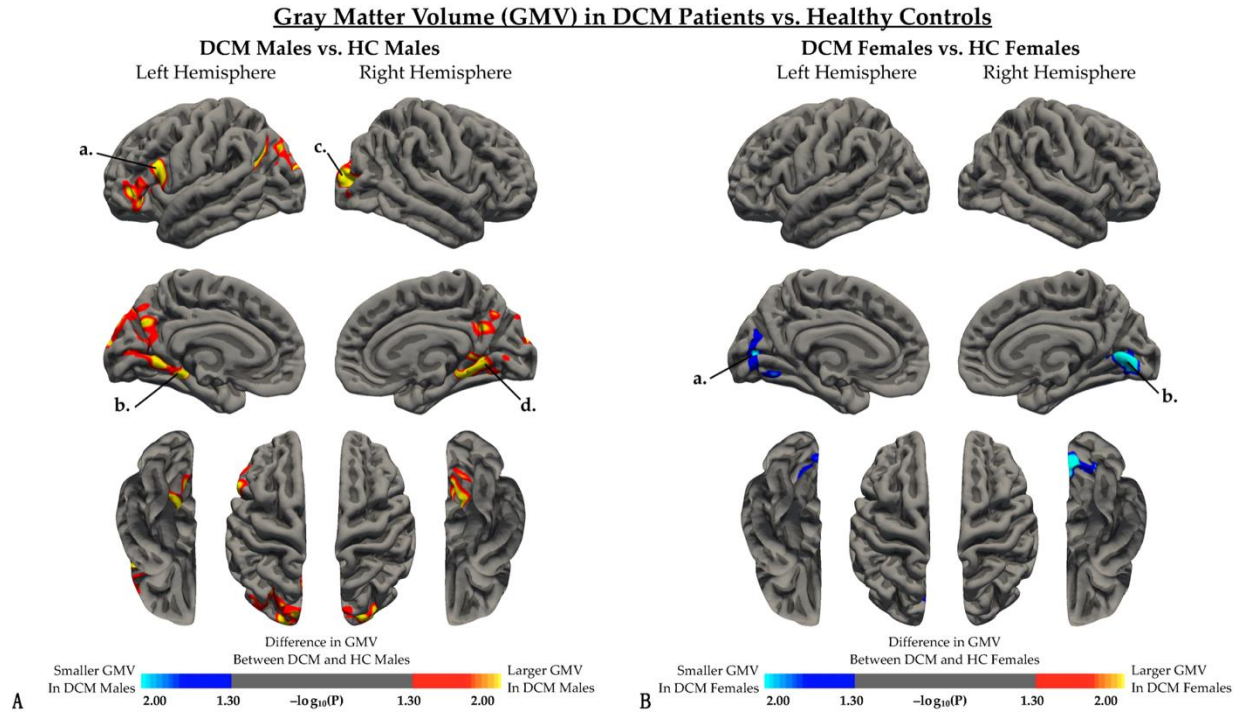 Gray Matter Volume (GMV) in DCM Patients vs. Healthy Controls
DCM Males vs. HC Males
Left Hemisphere Right Hemisphere
a.
c.
b.
d.
Difference in GMV
Between DCM and HC Males
Smaller GMV
In DCM Males
Larger GMV
In DCM Males
2.00 1.30 –log₁₀(P) 1.30 2.00
A
DCM Females vs. HC Females
Left Hemisphere Right Hemisphere
a.
b.
Difference in GMV
Between DCM and HC Females
Smaller GMV
In DCM Females
Larger GMV
In DCM Females
2.00 1.30 –log₁₀(P) 1.30 2.00
B